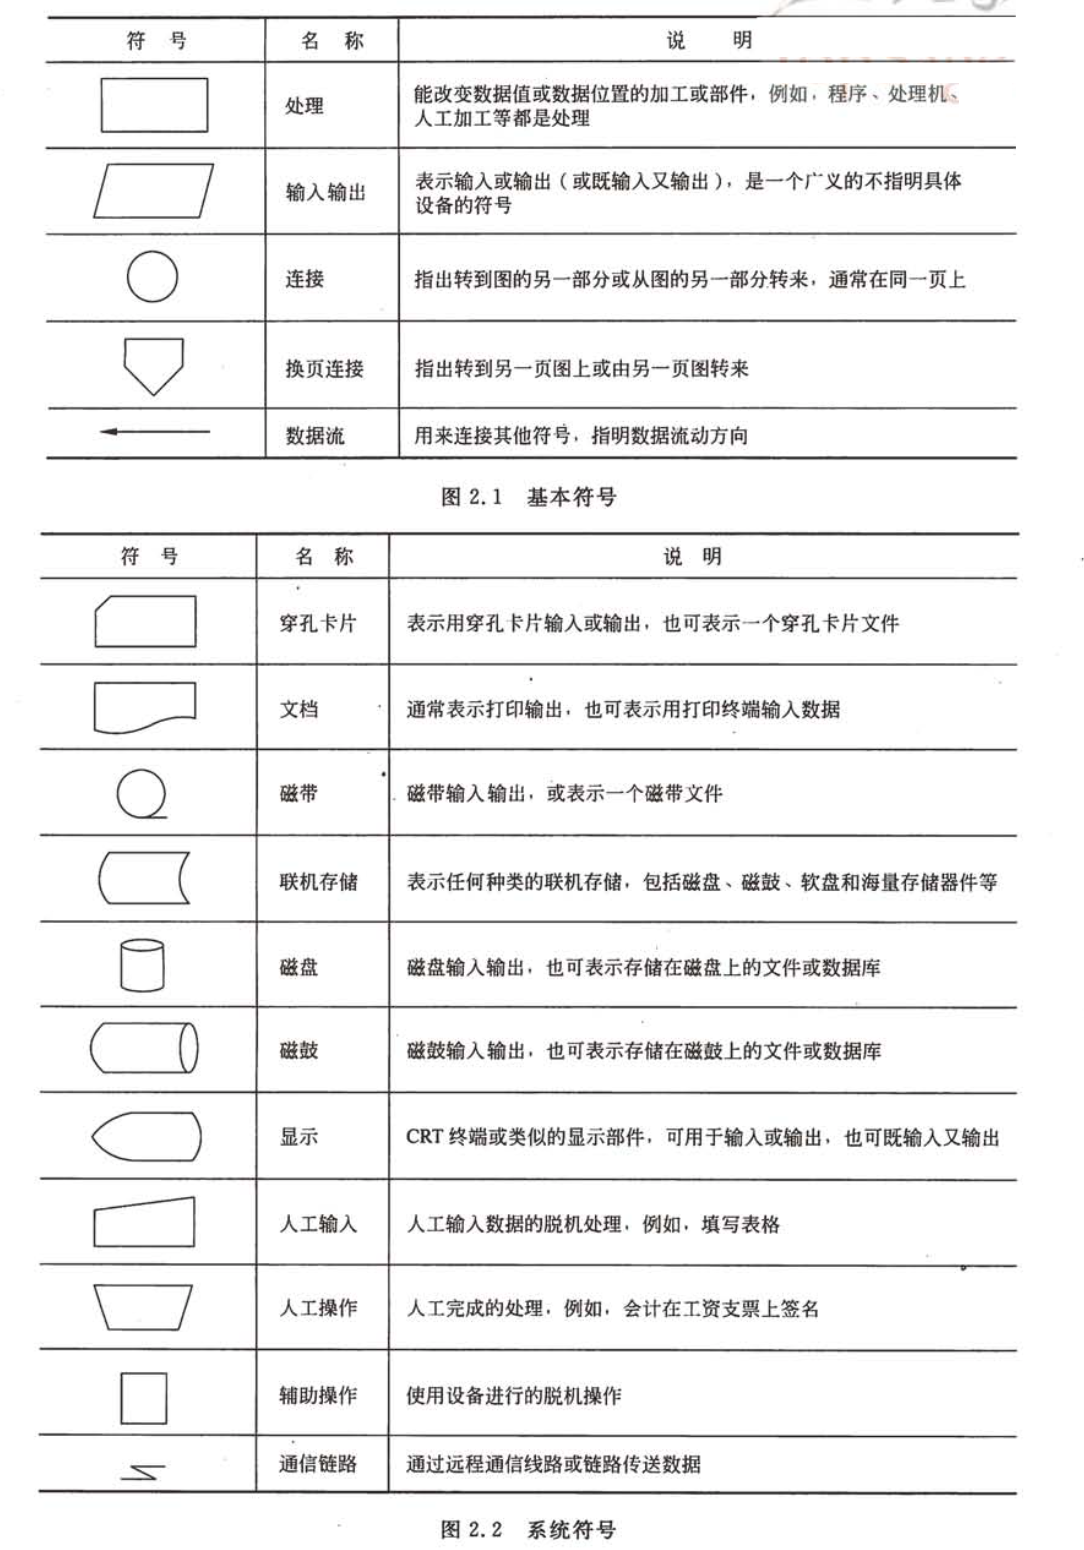 符 号 名 称 说 明
处理 能改变数据值或数据位置的加工或部件，例如，程序、处理机、
人工加工等都是处理
输入输出 表示输入或输出（或既输入又输出），是一个广义的不指明具体
设备的符号
连接 指出转到图的另一部分或从图的另一部分转来，通常在同一页上
换页连接 指出转到另一页图上或由另一页图转来
数据流 用来连接其他符号，指明数据流动方向
图 2.1 基本符号
符 号 名 称 说 明
穿孔卡片 表示用穿孔卡片输入或输出，也可表示一个穿孔卡片文件
文档 通常表示打印输出，也可表示用打印终端输入数据
磁带 磁带输入输出，或表示一个磁带文件
联机存储 表示任何种类的联机存储，包括磁盘、磁鼓、软盘和海量存储器件等
磁盘 磁盘输入输出，也可表示存储在磁盘上的文件或数据库
磁鼓 磁鼓输入输出，也可表示存储在磁鼓上的文件或数据库
显示 CRT 终端或类似的显示部件，可用于输入或输出，也可既输入又输出
人工输入 人工输入数据的脱机处理，例如，填写表格
人工操作 人工完成的处理，例如，会计在工资支票上签名
辅助操作 使用设备进行的脱机操作
通信链路 通过远程通信线路或链路传送数据
图 2.2 系统符号